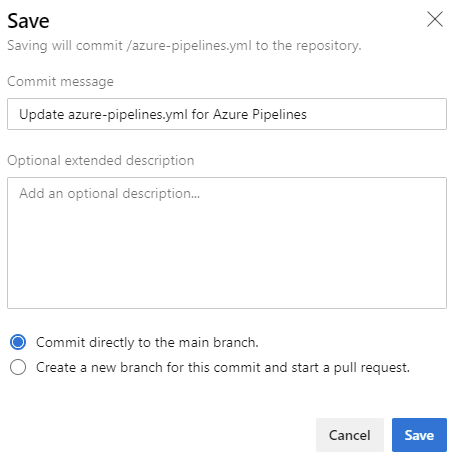 Save
Saving will commit /azure-pipelines.yml to the repository.
Commit message
Update azure-pipelines.yml for Azure Pipelines
Optional extended description
Add an optional description...
Commit directly to the main branch.
Create a new branch for this commit and start a pull request.
Cancel Save